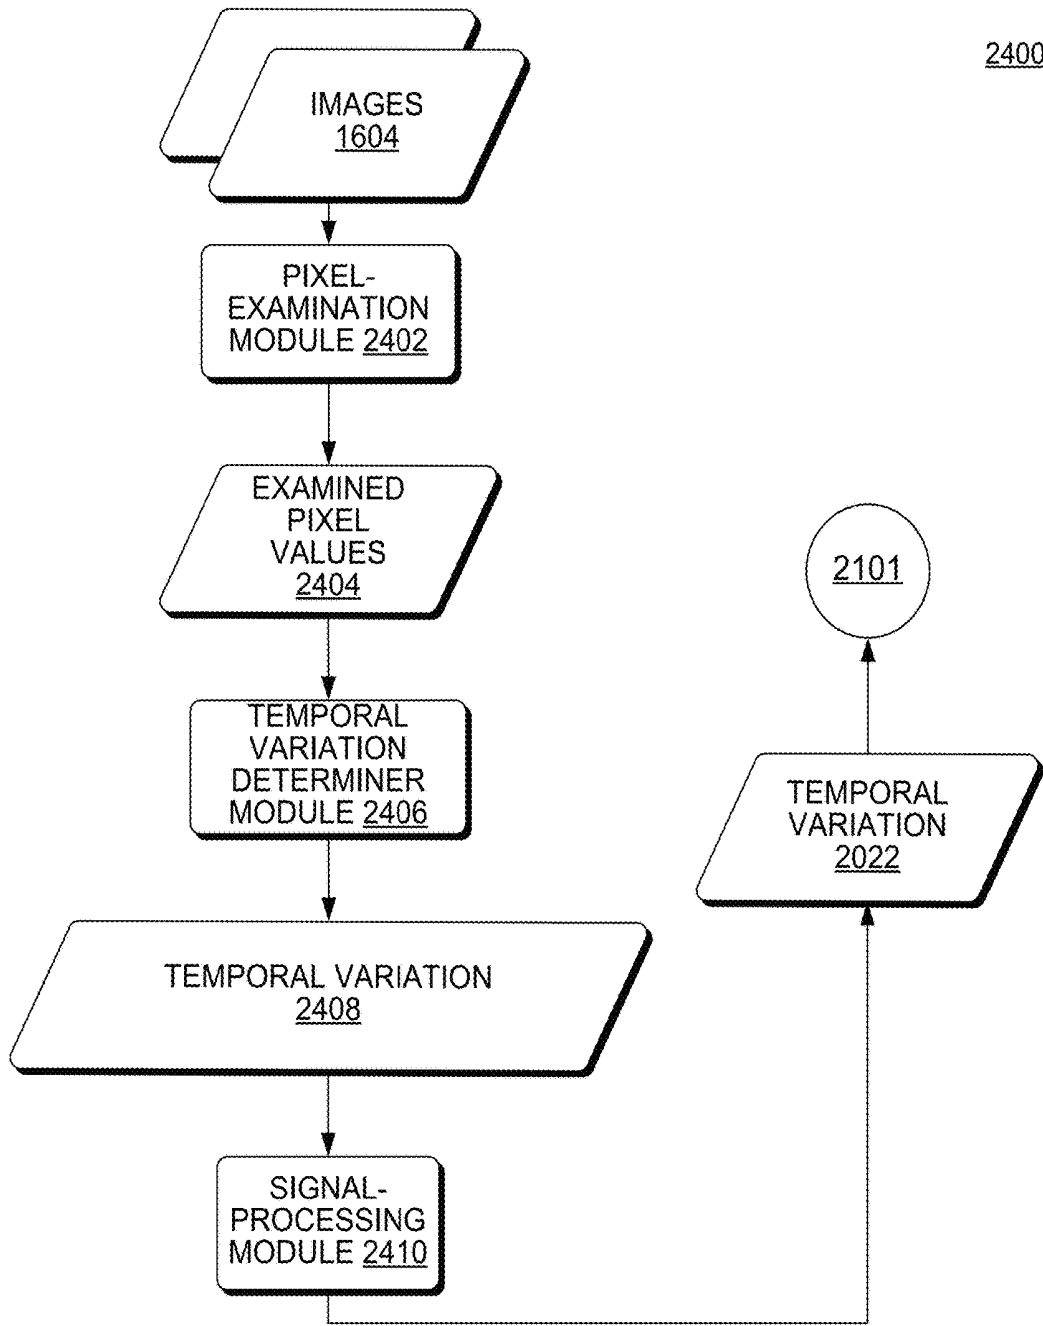 2400
IMAGES
1604
PIXEL-
EXAMINATION
MODULE 2402
EXAMINED
PIXEL
VALUES
2404
2101
TEMPORAL
VARIATION
DETERMINER
MODULE 2406
TEMPORAL
VARIATION
2022
TEMPORAL VARIATION
2408
SIGNAL-
PROCESSING
MODULE 2410